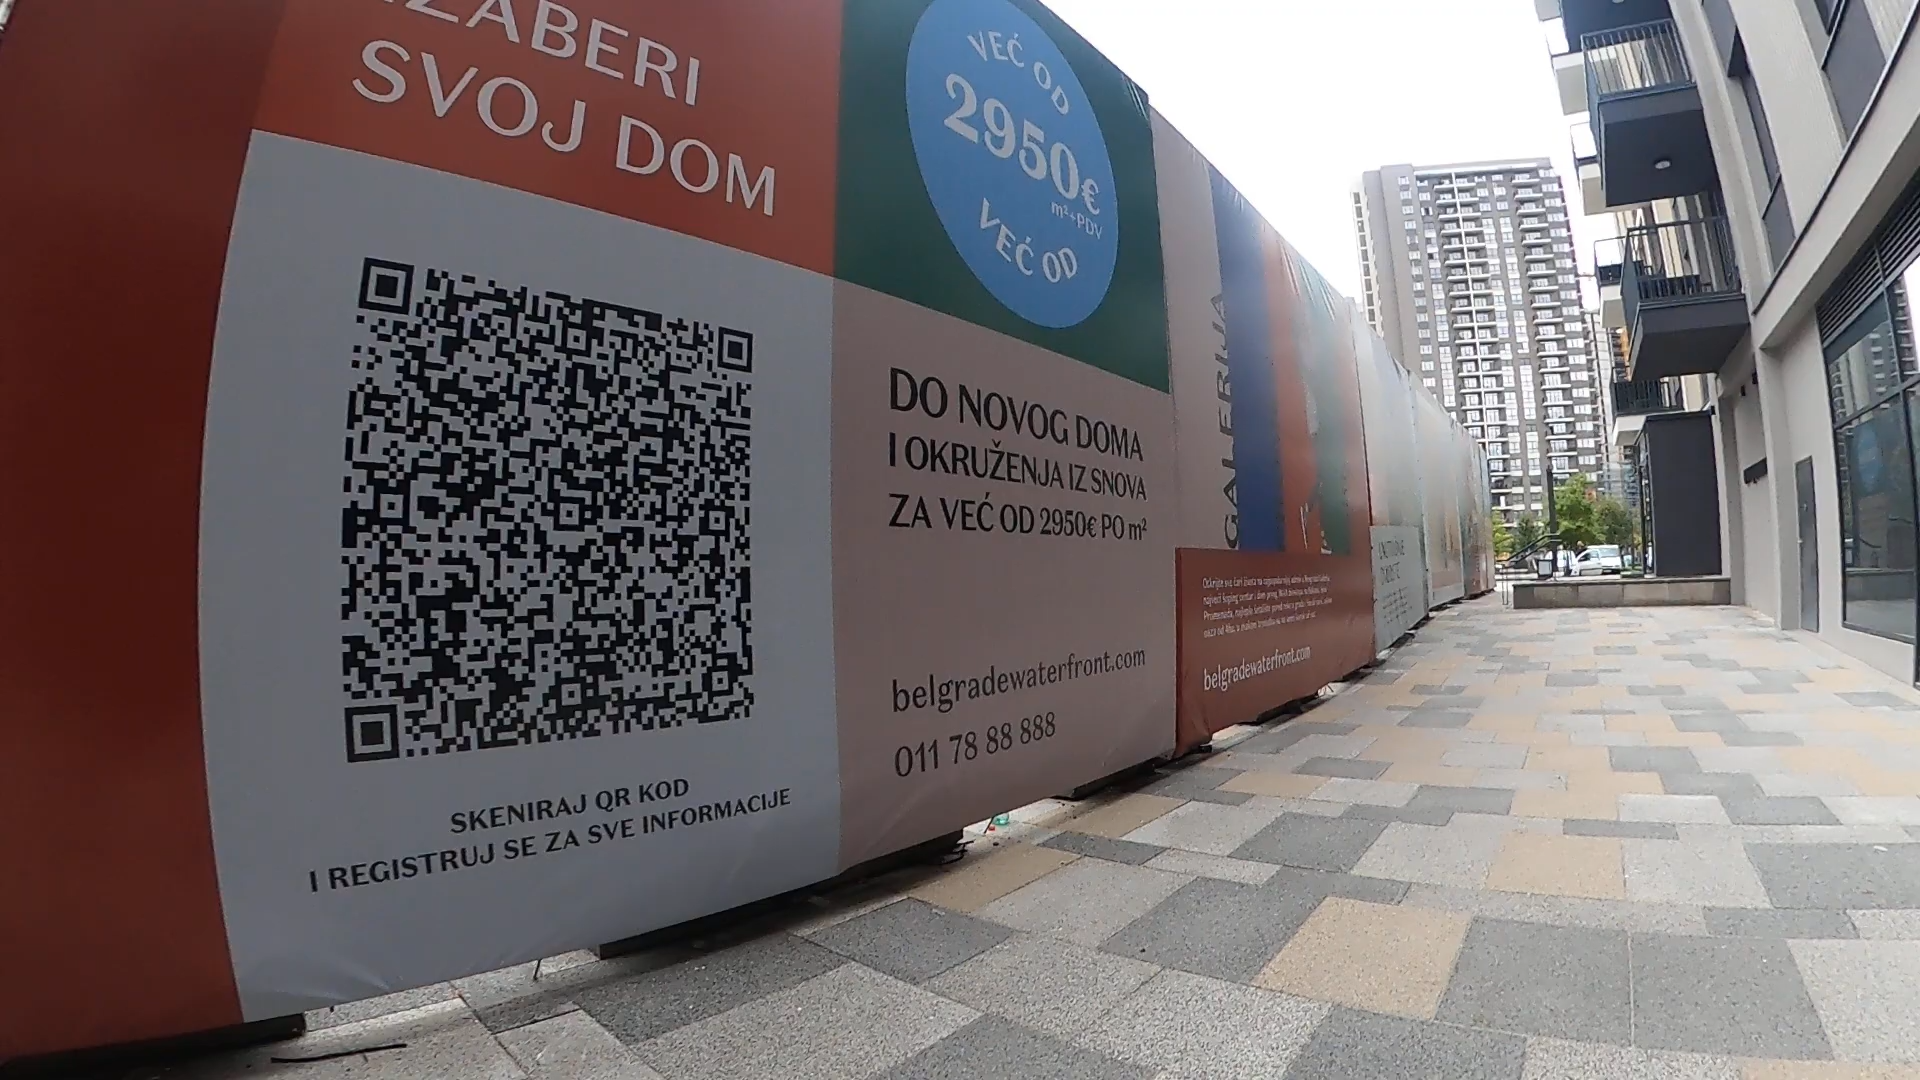 IZABERI
SVOJ DOM
VEĆ OD
2950€
m²+PDV
VEĆ OD
DO NOVOG DOMA
I OKRUŽENJA IZ SNOVA
ZA VEĆ OD 2950€ PO m²
belgradewaterfront.com
011 78 88 888
SKENIRAJ QR KOD
I REGISTRUJ SE ZA SVE INFORMACIJE
GALERIJA
belgradewaterfront.com